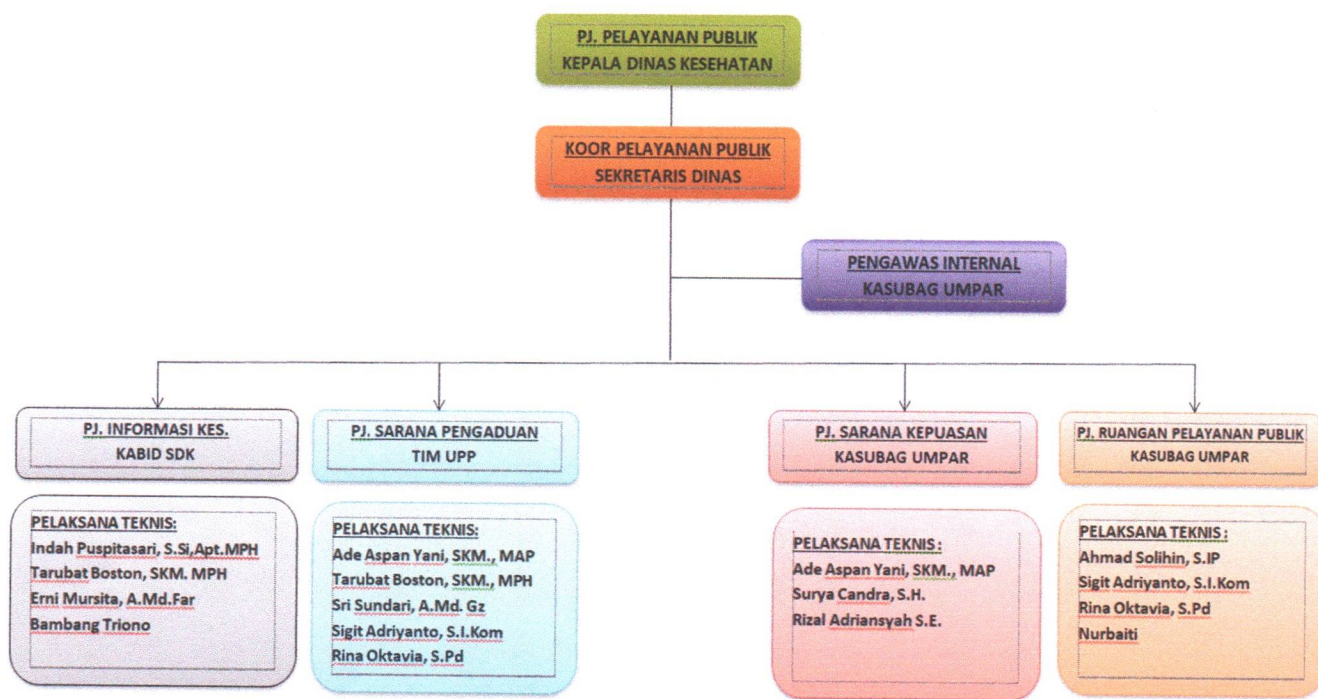 PJ. PELAYANAN PUBLIK
KEPALA DINAS KESEHATAN
KOOR PELAYANAN PUBLIK
SEKRETARIS DINAS
PENGAWAS INTERNAL
KASUBAG UMPAR
PJ. INFORMASI KES.
KABID SDK
PJ. SARANA PENGADUAN
TIM UPP
PJ. SARANA KEPUASAN
KASUBAG UMPAR
PJ. RUANGAN PELAYANAN PUBLIK
KASUBAG UMPAR
PELAKSANA TEKNIS:
Indah Puspitasari, S.Si,Apt.MPH
Tarubat Boston, SKM. MPH
Erni Mursita, A.Md.Far
Bambang Triono
PELAKSANA TEKNIS:
Ade Aspan Yani, SKM., MAP
Tarubat Boston, SKM., MPH
Sri Sundari, A.Md. Gz
Sigit Adriyanto, S.I.Kom
Rina Oktavia, S.Pd
PELAKSANA TEKNIS :
Ade Aspan Yani, SKM., MAP
Surya Candra, S.H.
Rizal Adriansyah S.E.
PELAKSANA TEKNIS :
Ahmad Solihin, S.IP
Sigit Adriyanto, S.I.Kom
Rina Oktavia, S.Pd
Nurbaiti